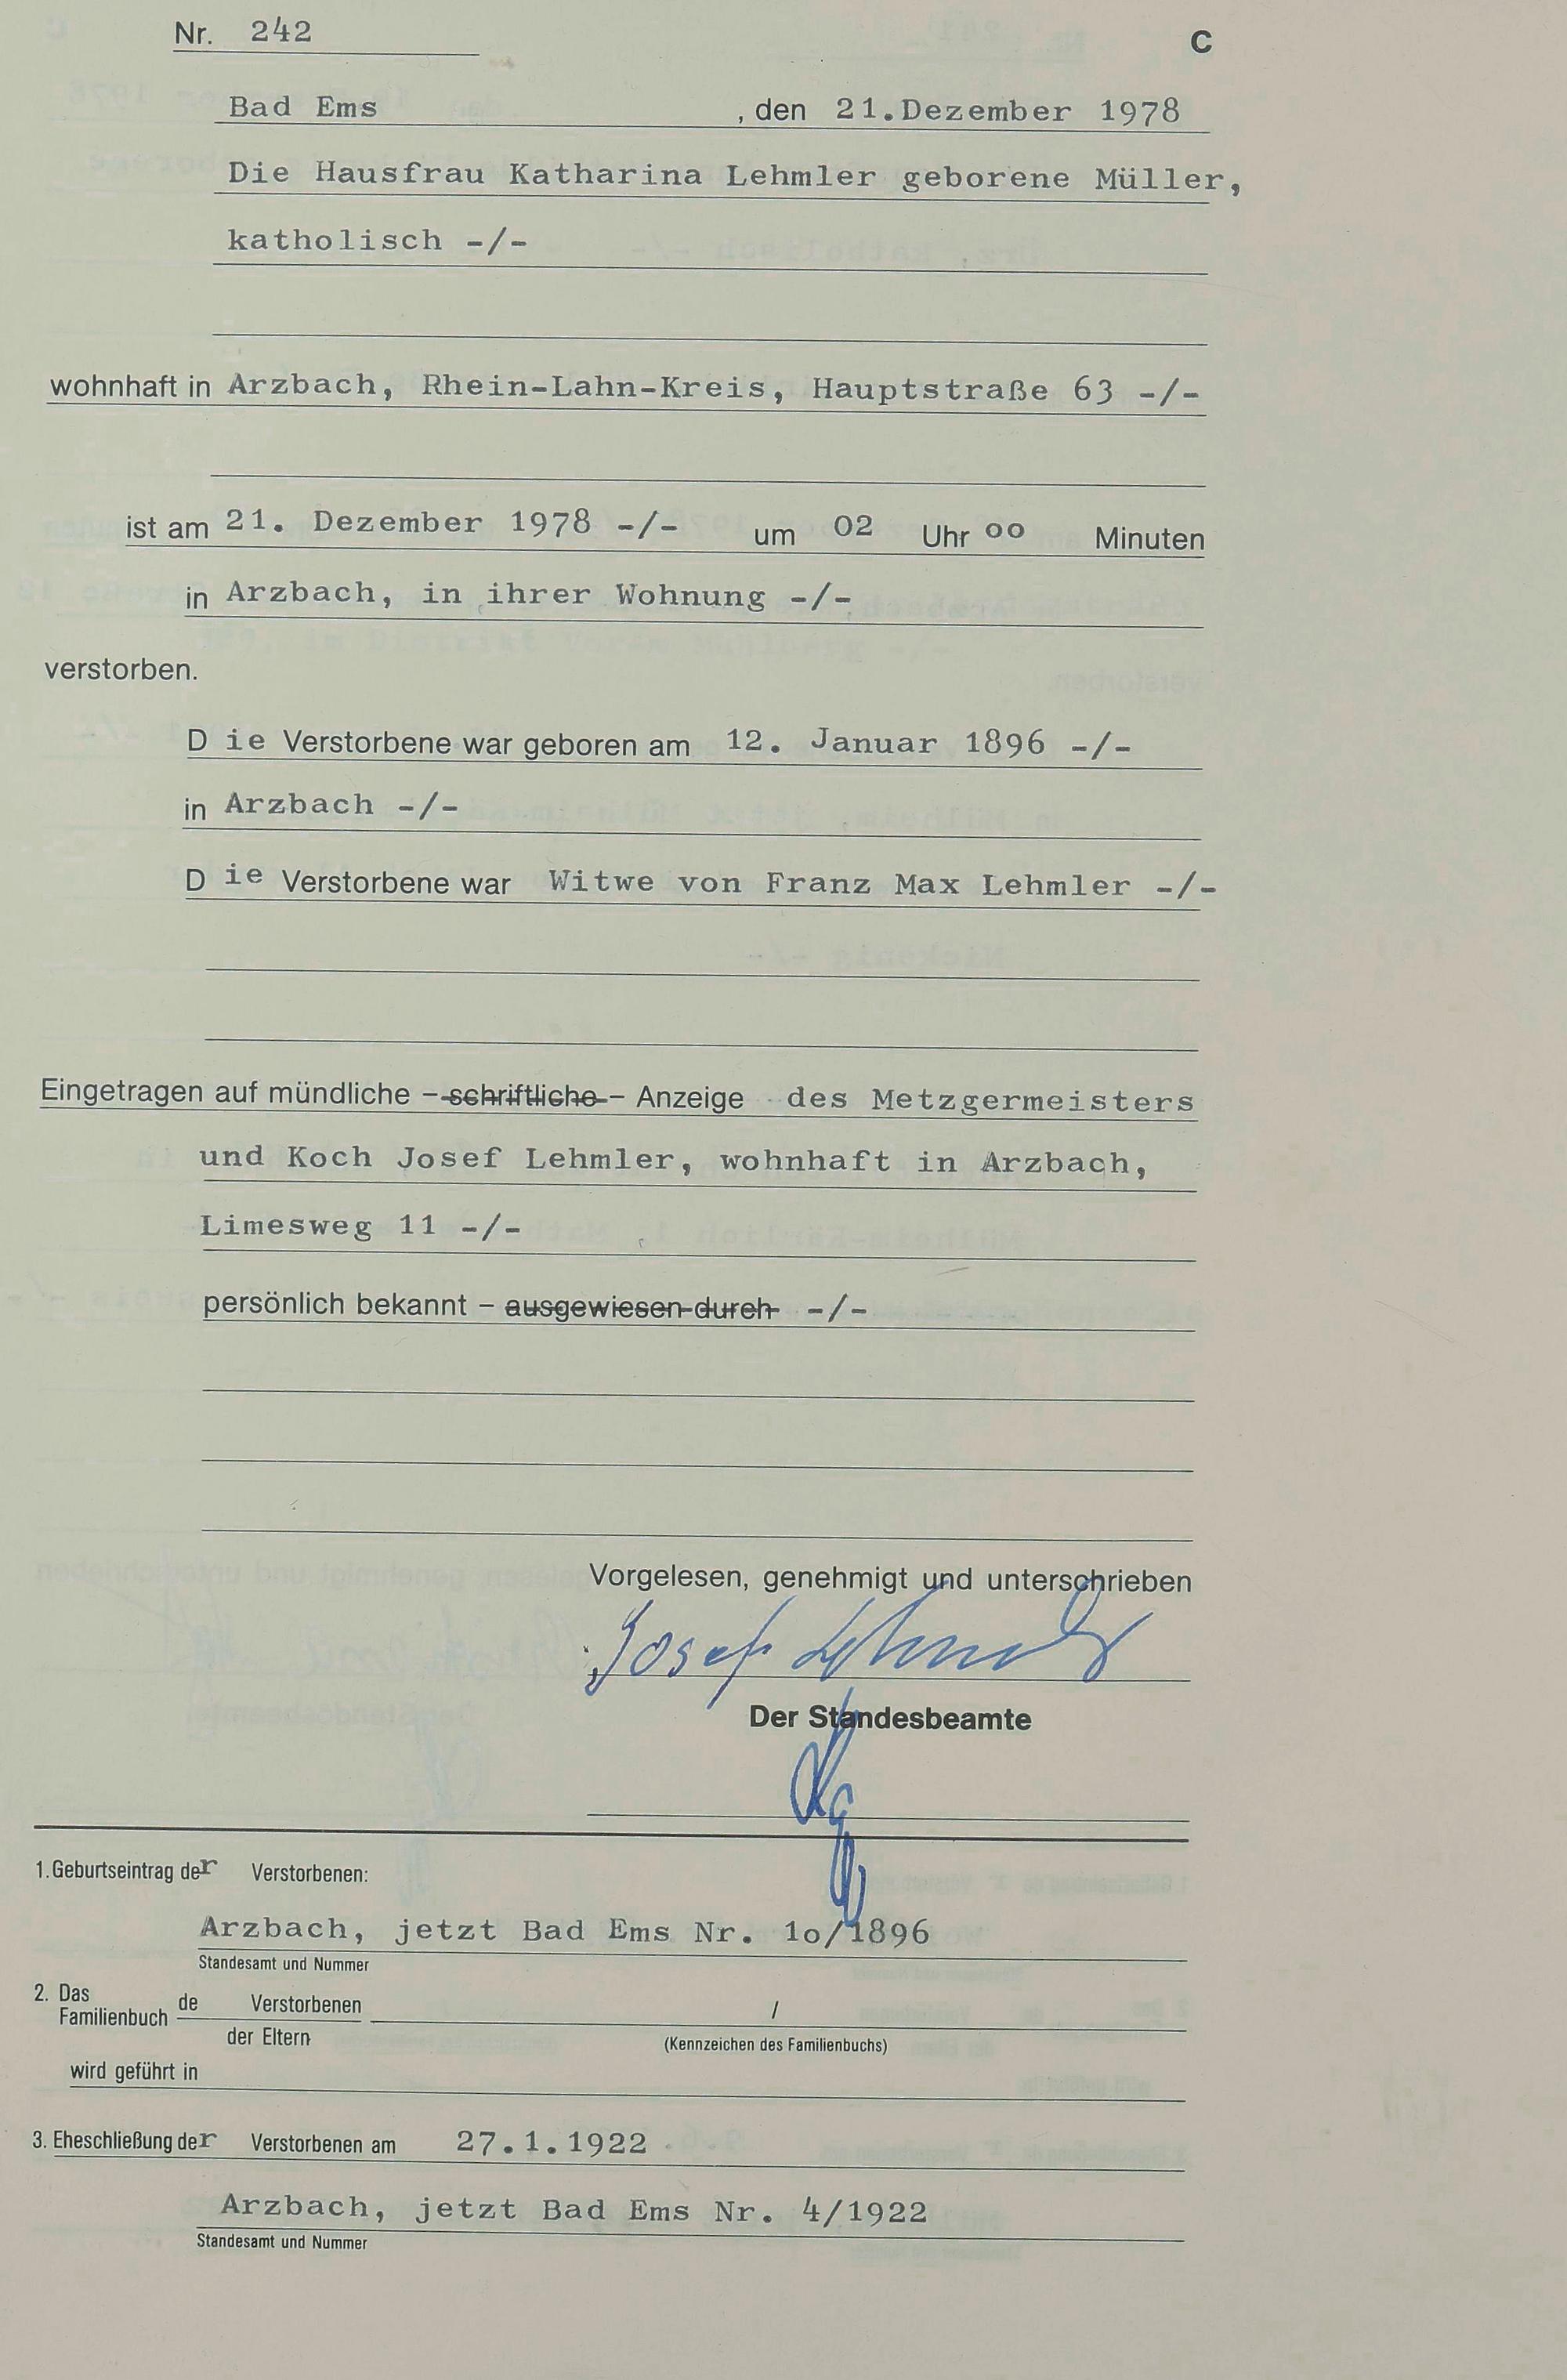 Nr. 242
C
Bad Ems , den 21.Dezember 1978
Die Hausfrau Katharina Lehmler geborene Müller,
katholisch -/-
wohnhaft in Arzbach, Rhein-Lahn-Kreis, Hauptstraße 63 -/-
ist am 21. Dezember 1978 -/- um 02 Uhr oo Minuten
in Arzbach, in ihrer Wohnung -/-
verstorben.
D ie Verstorbene war geboren am 12. Januar 1896 -/-
in Arzbach -/-
D ie Verstorbene war Witwe von Franz Max Lehmler -/-
Eingetragen auf mündliche - schriftliche - Anzeige des Metzgermeisters
und Koch Josef Lehmler, wohnhaft in Arzbach,
Limesweg 11 -/-
persönlich bekannt - ausgewiesen durch -/-
Vorgelesen, genehmigt und unterschrieben
Josef Lehmler
Der Standesbeamte
1.Geburtseintrag der Verstorbenen:
Arzbach, jetzt Bad Ems Nr. 1o/1896
Standesamt und Nummer
2. Das Familienbuch de Verstorbenen /
der Eltern (Kennzeichen des Familienbuchs)
wird geführt in
3. Eheschließung der Verstorbenen am 27.1.1922
Arzbach, jetzt Bad Ems Nr. 4/1922
Standesamt und Nummer